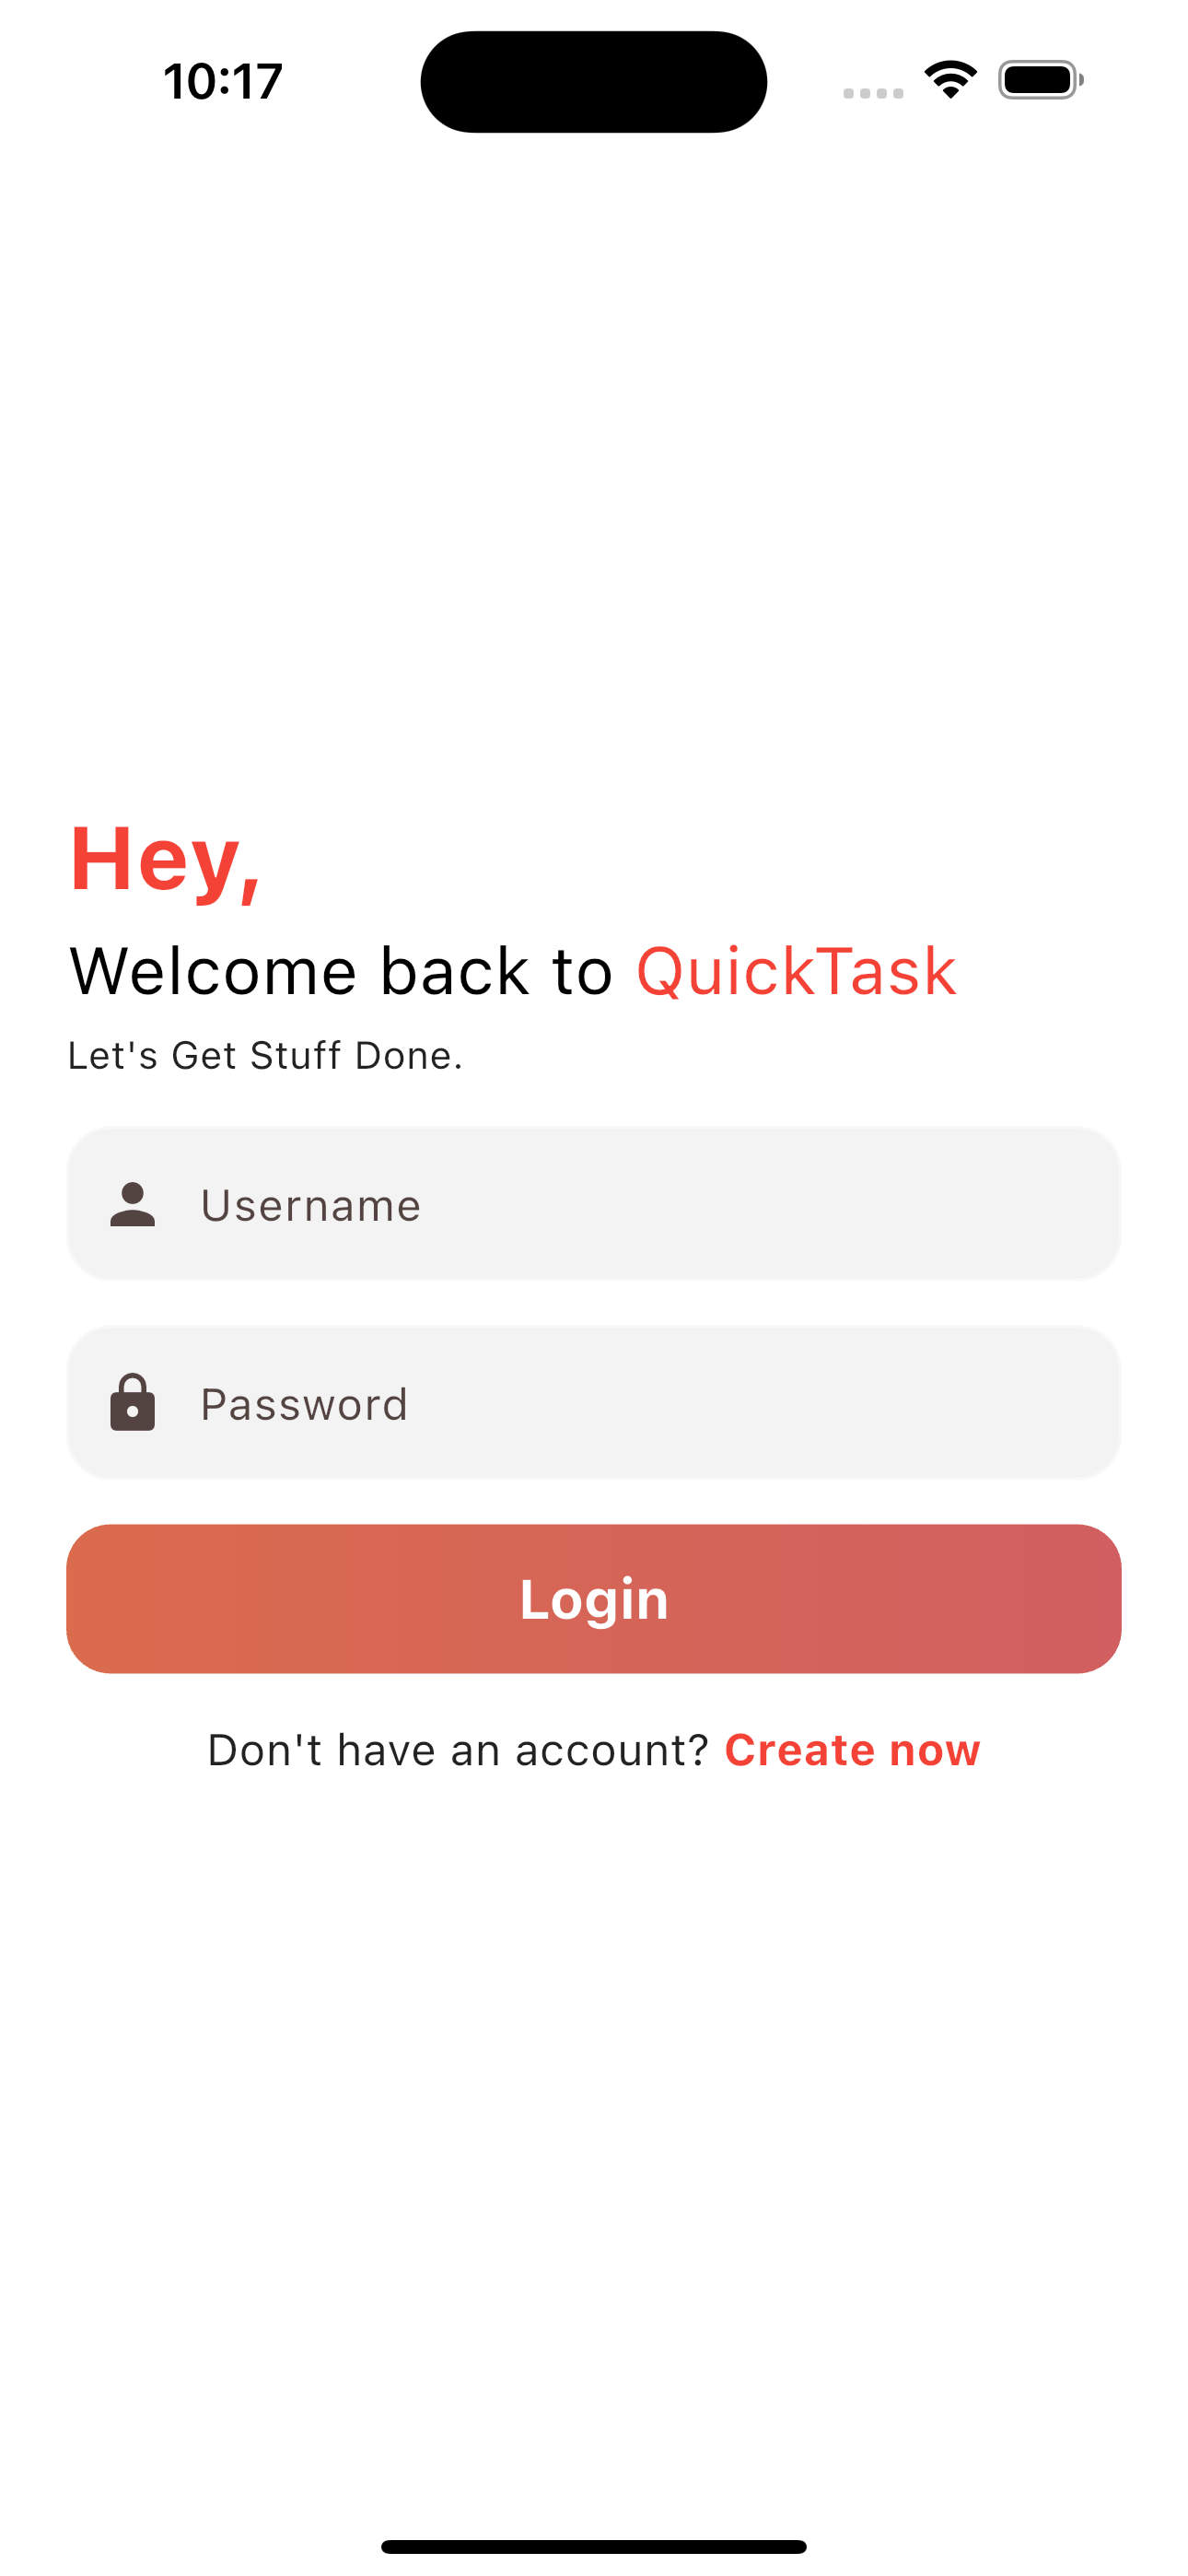 10:17
Hey,
Welcome back to QuickTask
Let's Get Stuff Done.
Username
Password
Login
Don't have an account? Create now